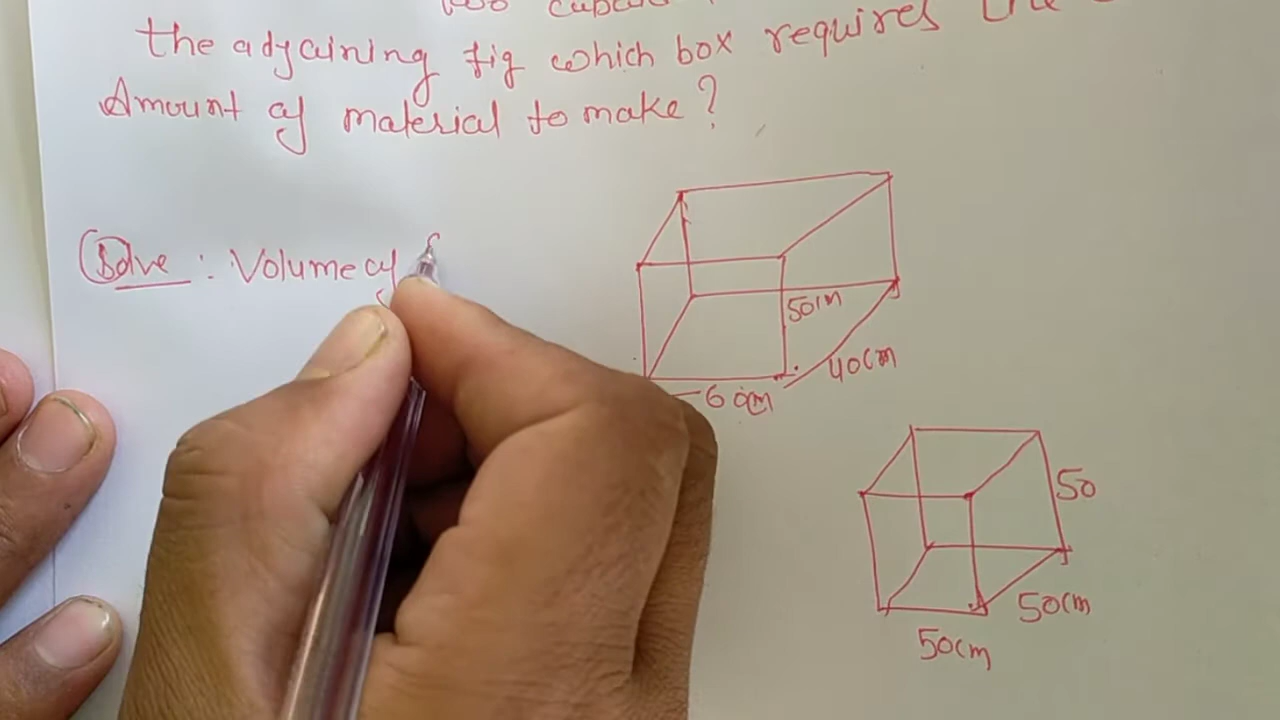 the adjaining fig which box requires the
Amount of material to make?
Solve : Volume of
50cm
40cm
60cm
50
50cm
50cm